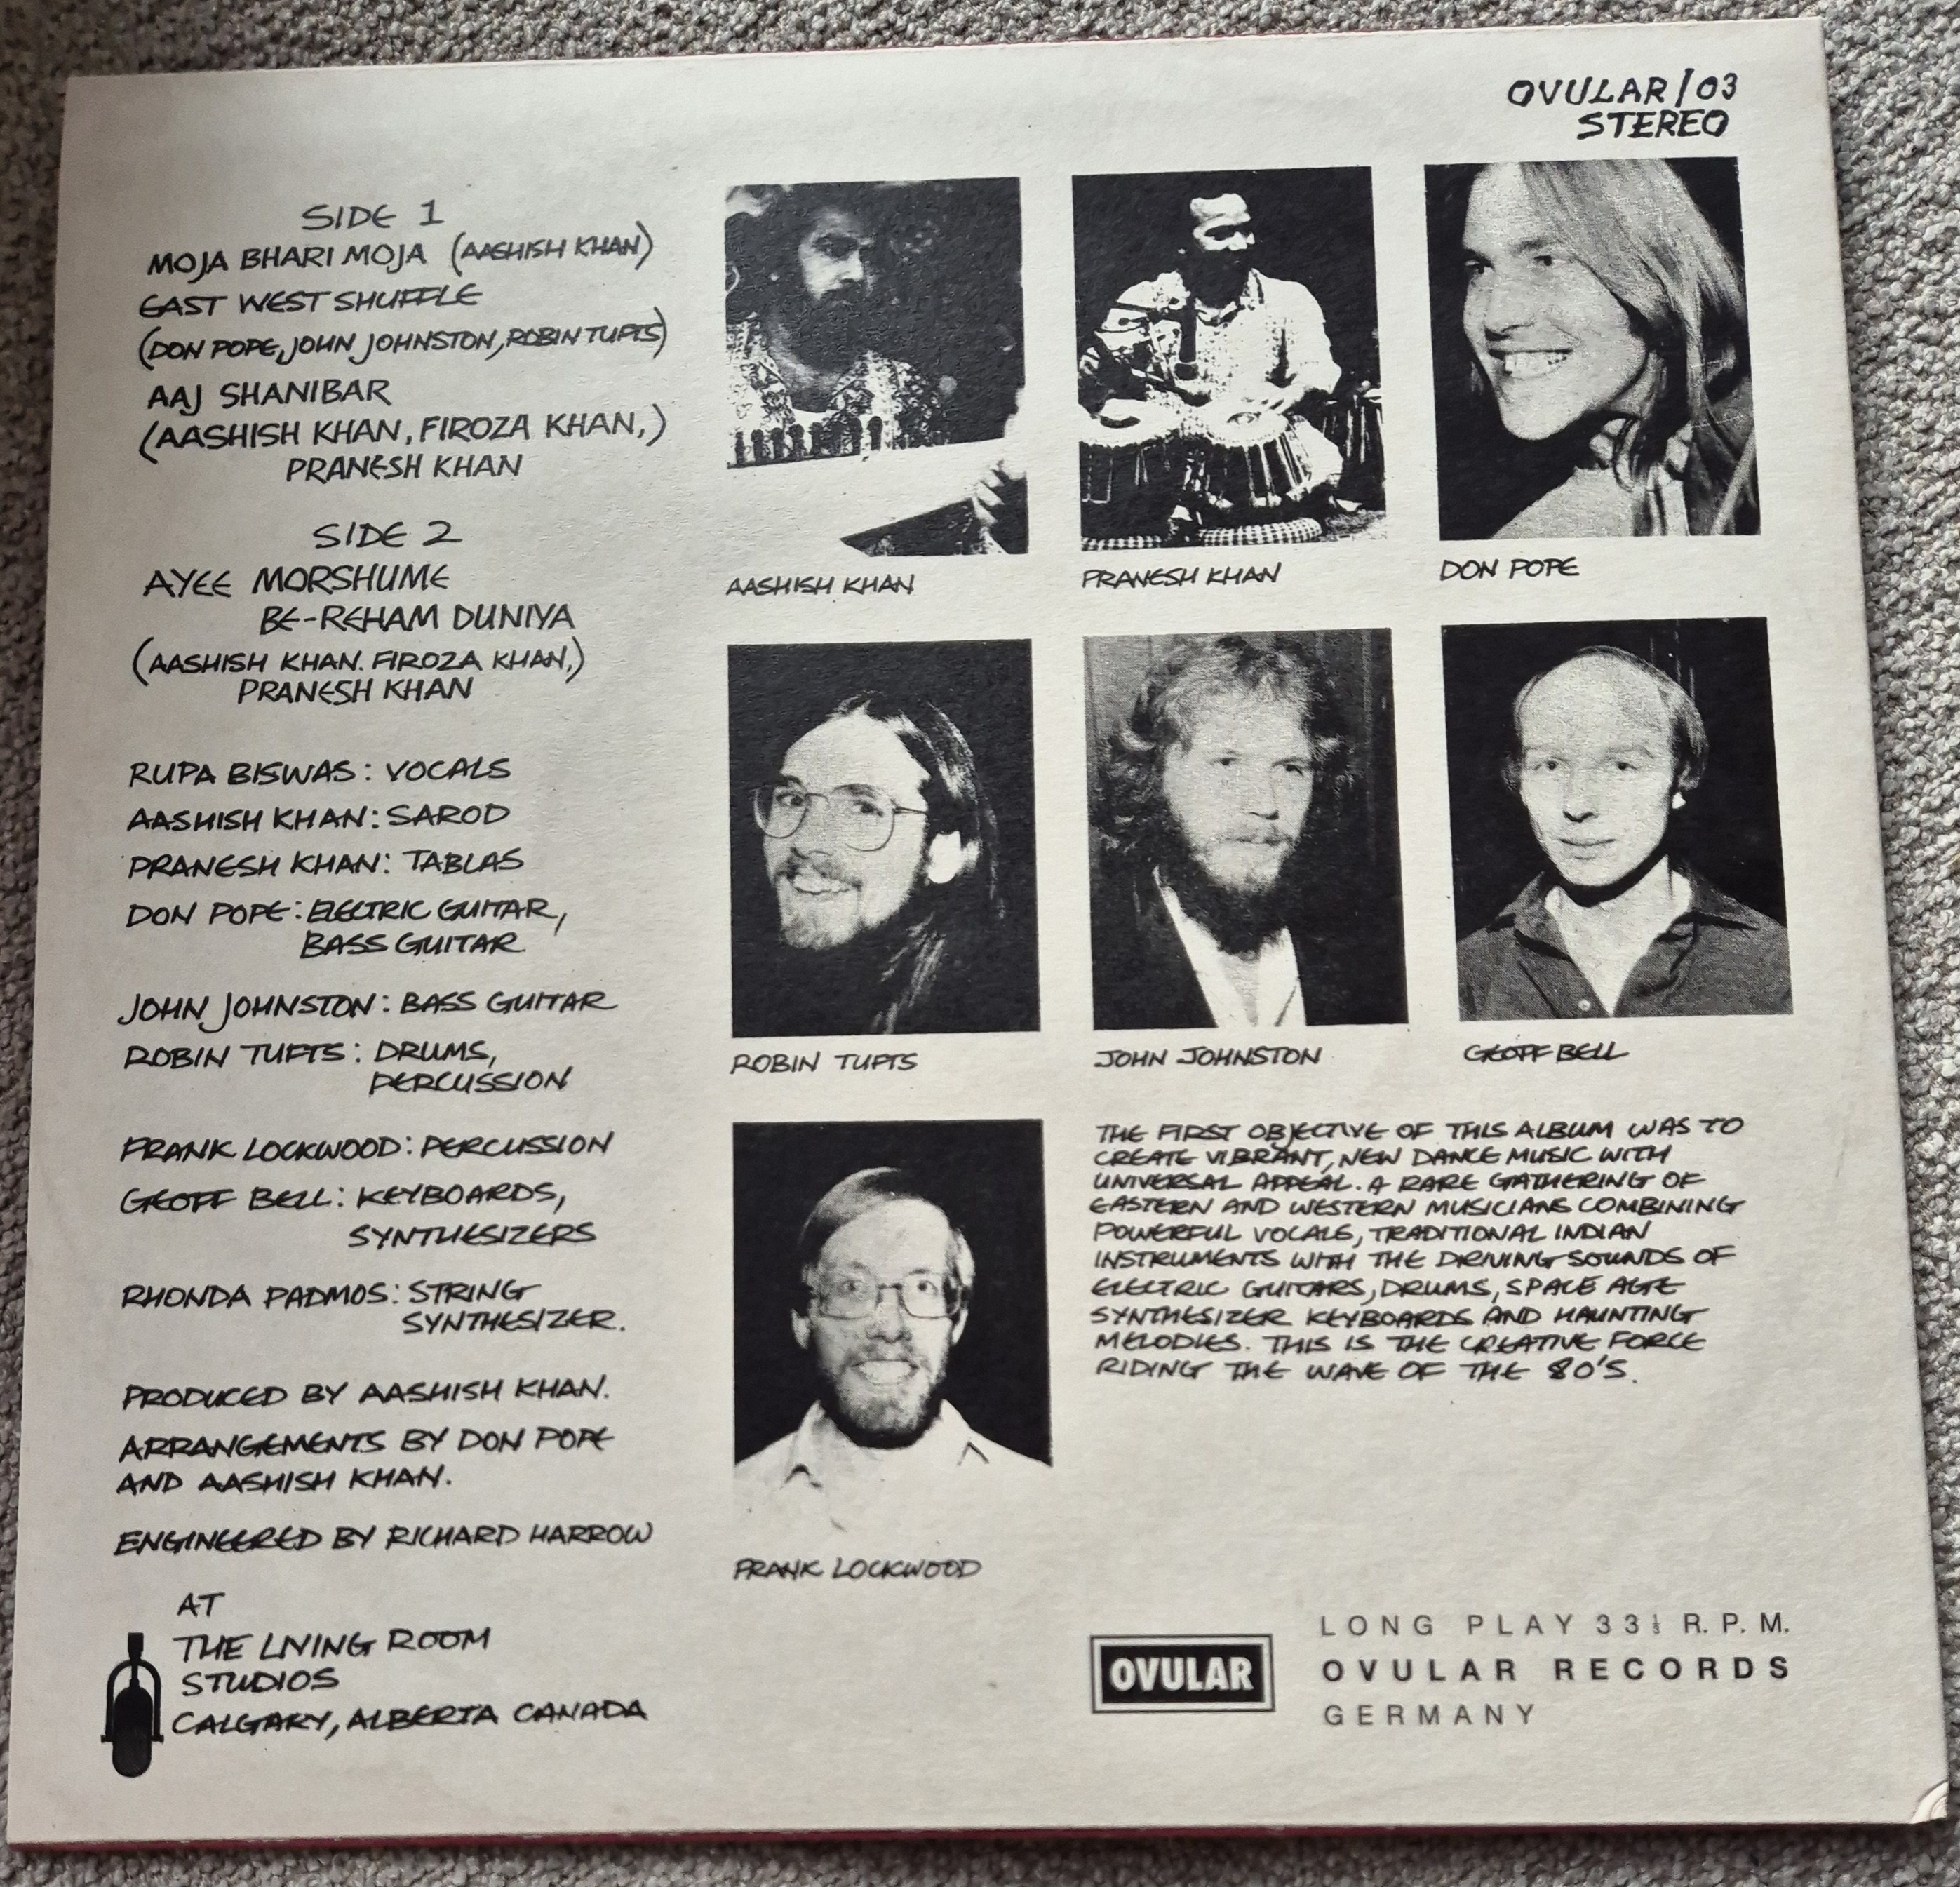 OVULAR/03
STEREO
SIDE 1
MOJA BHARI MOJA (AASHISH KHAN)
EAST WEST SHUFFLE
(DON POPE, JOHN JOHNSTON, ROBIN TUFTS)
AAJ SHANIBAR
(AASHISH KHAN, FIROZA KHAN,)
PRANESH KHAN
SIDE 2
AYEE MORSHUME
BE-REHAM DUNIYA
(AASHISH KHAN. FIROZA KHAN,)
PRANESH KHAN
RUPA BISWAS: VOCALS
AASHISH KHAN: SAROD
PRANESH KHAN: TABLAS
DON POPE: ELECTRIC GUITAR,
BASS GUITAR
JOHN JOHNSTON: BASS GUITAR
ROBIN TUFTS: DRUMS,
PERCUSSION
FRANK LOCKWOOD: PERCUSSION
GEOFF BELL: KEYBOARDS,
SYNTHESIZERS
RHONDA PADMOS: STRING
SYNTHESIZER.
PRODUCED BY AASHISH KHAN.
ARRANGEMENTS BY DON POPE
AND AASHISH KHAN.
ENGINEERED BY RICHARD HARROW
AT
THE LIVING ROOM
STUDIOS
CALGARY, ALBERTA CANADA
AASHISH KHAN
PRANESH KHAN
DON POPE
ROBIN TUFTS
JOHN JOHNSTON
GEOFF BELL
FRANK LOCKWOOD
THE FIRST OBJECTIVE OF THIS ALBUM WAS TO
CREATE VIBRANT, NEW DANCE MUSIC WITH
UNIVERSAL APPEAL. A RARE GATHERING OF
EASTERN AND WESTERN MUSICIANS COMBINING
POWERFUL VOCALS, TRADITIONAL INDIAN
INSTRUMENTS WITH THE DRIVING SOUNDS OF
ELECTRIC GUITARS, DRUMS, SPACE AGE
SYNTHESIZER KEYBOARDS AND HAUNTING
MELODIES. THIS IS THE CREATIVE FORCE
RIDING THE WAVE OF THE 80'S.
OVULAR
LONG PLAY 33⅓ R.P.M.
OVULAR RECORDS
GERMANY